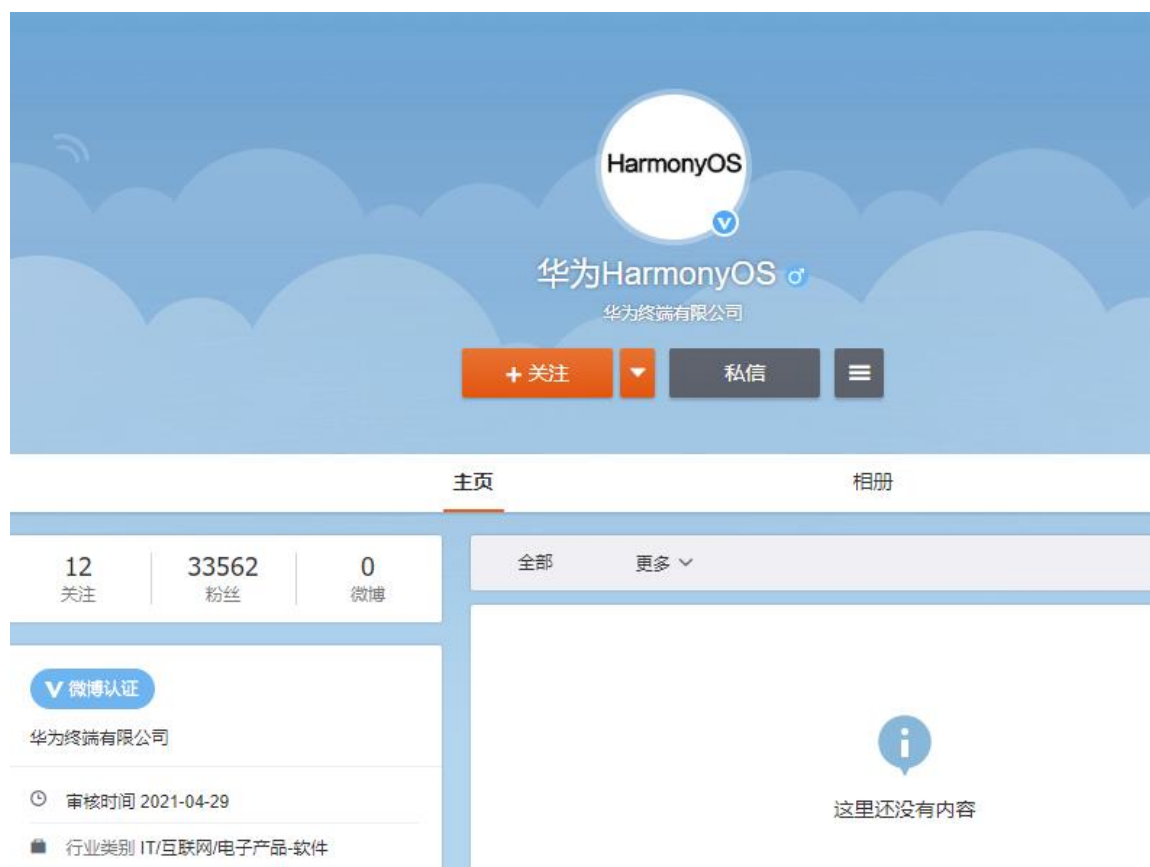 HarmonyOS
华为HarmonyOS
华为终端有限公司
+ 关注
私信
主页
相册
12
关注
33562
粉丝
0
微博
全部
更多
V 微博认证
华为终端有限公司
审核时间 2021-04-29
行业类别 IT/互联网/电子产品-软件
这里还没有内容